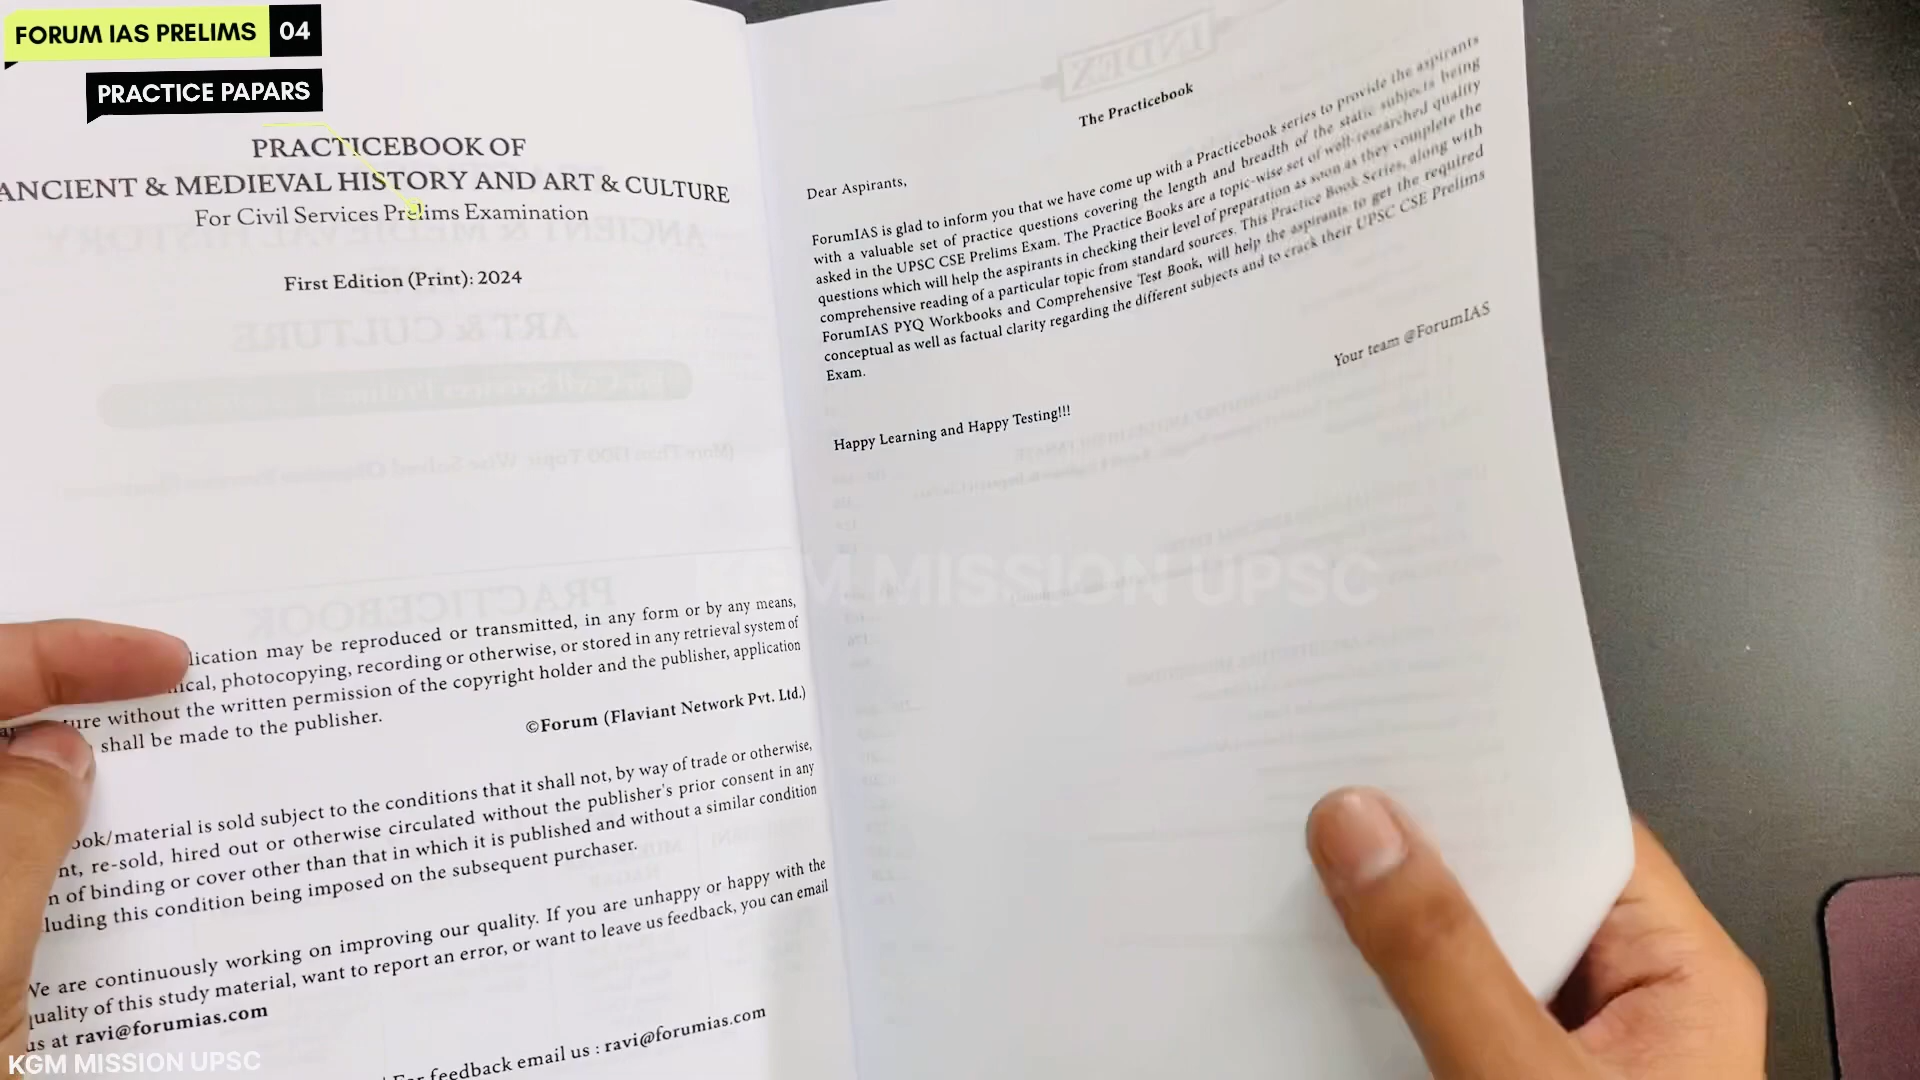 FORUM IAS PRELIMS 04
PRACTICE PAPARS
PRACTICEBOOK OF
ANCIENT & MEDIEVAL HISTORY AND ART & CULTURE
For Civil Services Prelims Examination
First Edition (Print): 2024
may be reproduced or transmitted, in any form or by any means,
photocopying, recording or otherwise, or stored in any retrieval system of
without the written permission of the copyright holder and the publisher, application
shall be made to the publisher.
©Forum (Flaviant Network Pvt. Ltd.)
is sold subject to the conditions that it shall not, by way of trade or otherwise,
re-sold, hired out or otherwise circulated without the publisher's prior consent in any
of binding or cover other than that in which it is published and without a similar condition
this condition being imposed on the subsequent purchaser.
We are continuously working on improving our quality. If you are unhappy or happy with the
quality of this study material, want to report an error, or want to leave us feedback, you can email
us at ravi@forumias.com
For feedback email us : ravi@forumias.com
The Practicebook
Dear Aspirants,
ForumIAS is glad to inform you that we have come up with a Practicebook series to provide the aspirants
with a valuable set of practice questions covering the length and breadth of the static subjects being
asked in the UPSC CSE Prelims Exam. The Practice Books are a topic-wise set of well-researched quality
questions which will help the aspirants in checking their level of preparation as soon as they complete the
comprehensive reading of a particular topic from standard sources. This Practice Book Series, along with
ForumIAS PYQ Workbooks and Comprehensive Test Book, will help the aspirants to get the required
conceptual as well as factual clarity regarding the different subjects and to crack their UPSC CSE Prelims
Exam.
Your team @ForumIAS
Happy Learning and Happy Testing!!!
KGM MISSION UPSC
KGM MISSION UPSC